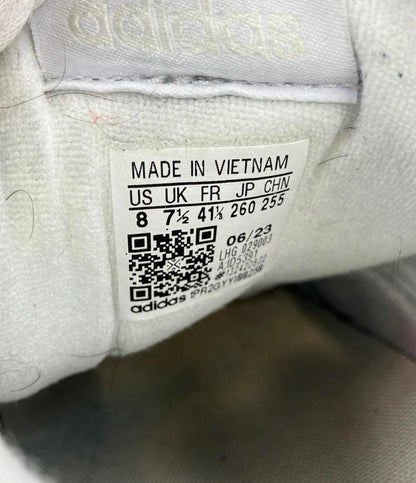 adidas
MADE IN VIETNAM
US UK FR JP CHN
8 7½ 41⅓ 260 255
06/23
LHG 029003
A:ID5391
adidas